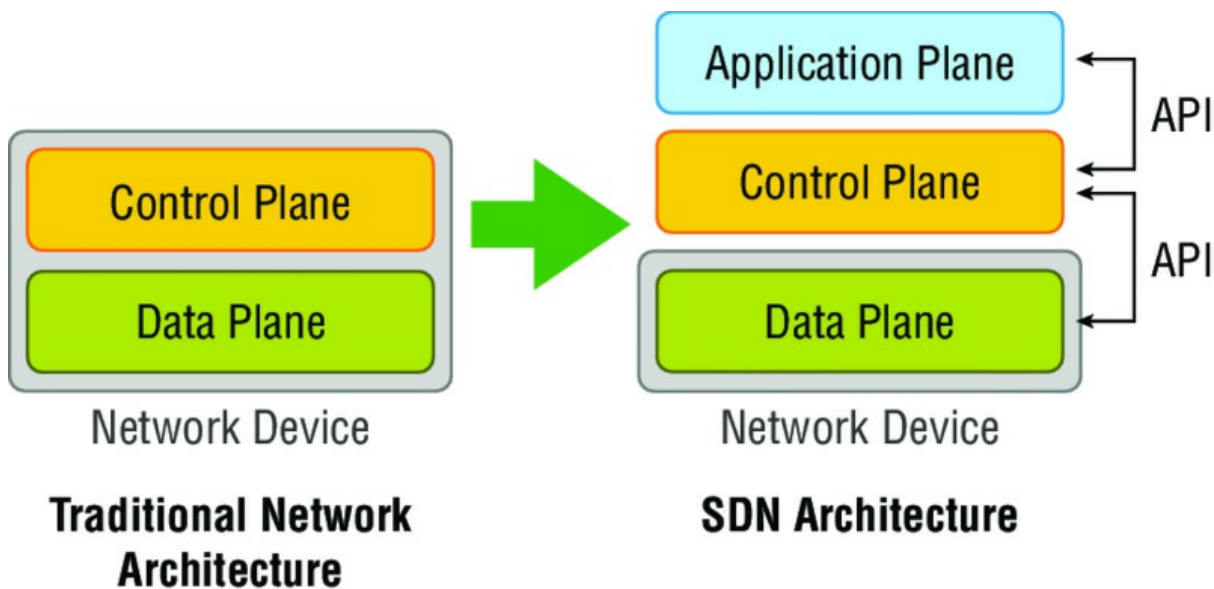 Control Plane
Data Plane
Network Device
Traditional Network
Architecture
Application Plane
Control Plane
Data Plane
API
API
Network Device
SDN Architecture